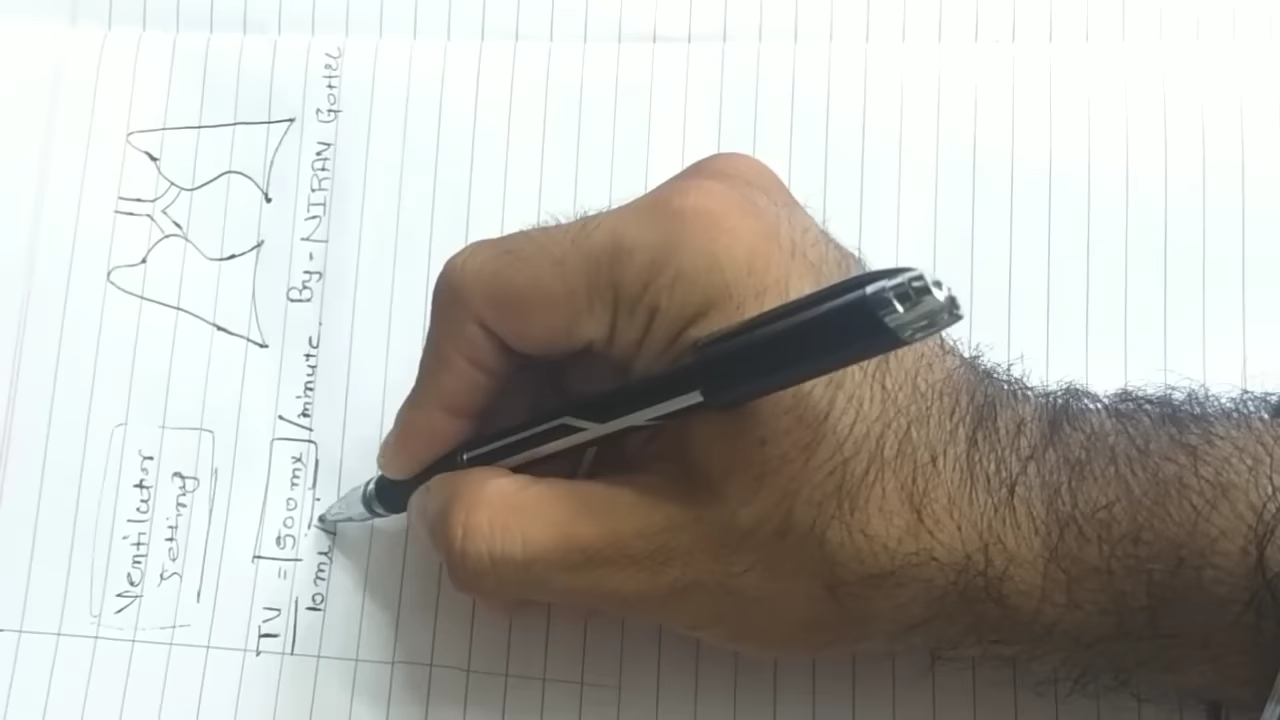 Ventilator
Setting
By- NIRAV GOHEL
TV = 500 ml / minute.
10 ml /